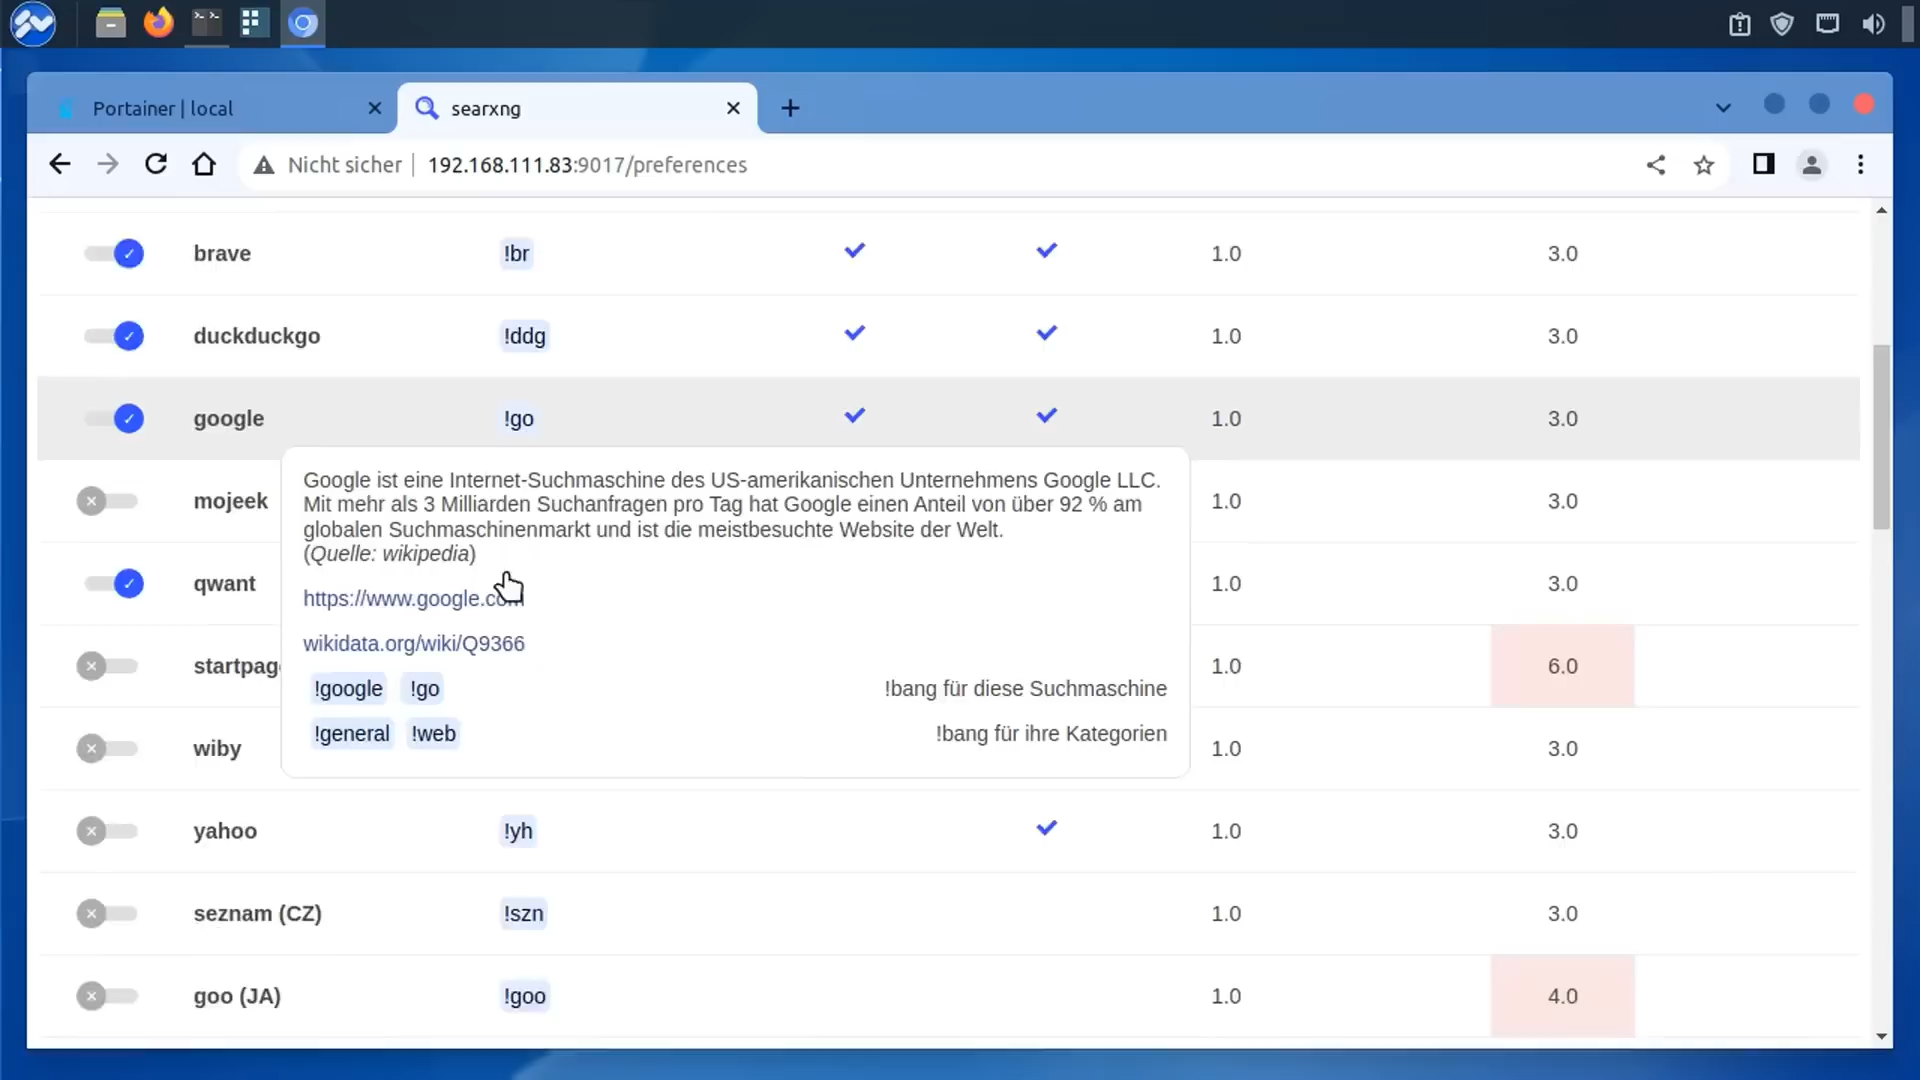 Portainer | local
searxng
Nicht sicher
192.168.111.83:9017/preferences
brave !br 1.0 3.0
duckduckgo !ddg 1.0 3.0
google !go 1.0 3.0
Google ist eine Internet-Suchmaschine des US-amerikanischen Unternehmens Google LLC.
Mit mehr als 3 Milliarden Suchanfragen pro Tag hat Google einen Anteil von über 92 % am
globalen Suchmaschinenmarkt und ist die meistbesuchte Website der Welt.
(Quelle: wikipedia)
https://www.google.com
wikidata.org/wiki/Q9366
!google !go !bang für diese Suchmaschine
!general !web !bang für ihre Kategorien
mojeek 1.0 3.0
qwant 1.0 3.0
startpag 1.0 6.0
wiby 1.0 3.0
yahoo !yh 1.0 3.0
seznam (CZ) !szn 1.0 3.0
goo (JA) !goo 1.0 4.0